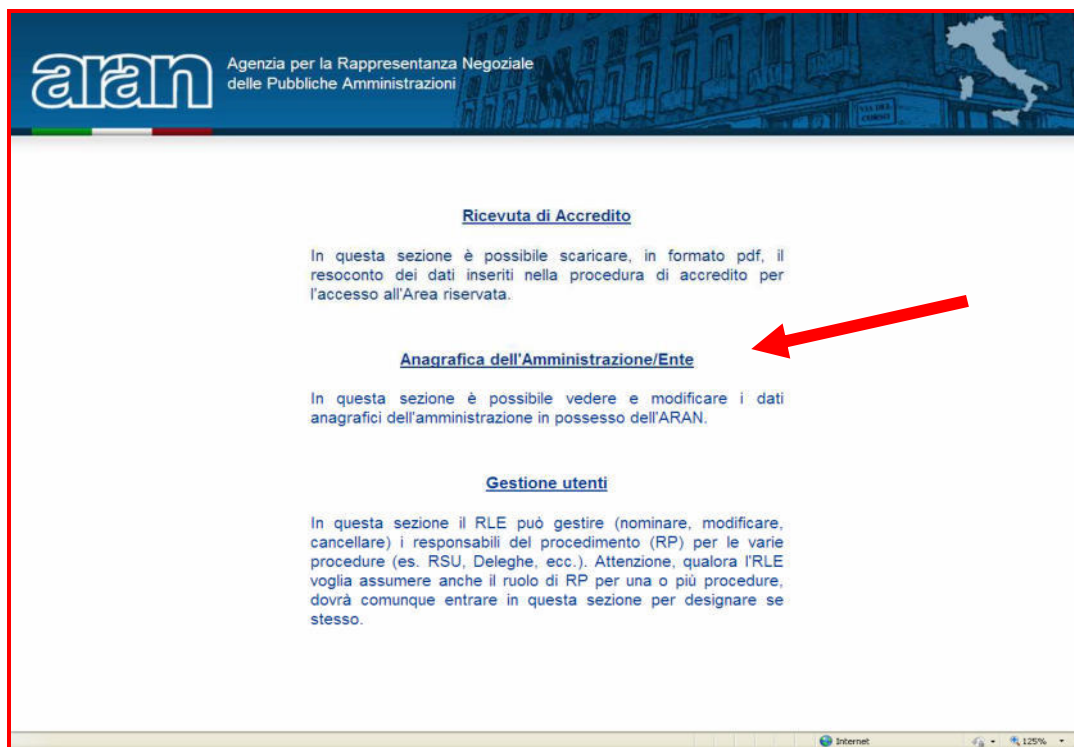 aran
Agenzia per la Rappresentanza Negoziale
delle Pubbliche Amministrazioni
VIA DEL
CORSO
Ricevuta di Accredito
In questa sezione è possibile scaricare, in formato pdf, il
resoconto dei dati inseriti nella procedura di accredito per
l'accesso all'Area riservata.
Anagrafica dell'Amministrazione/Ente
In questa sezione è possibile vedere e modificare i dati
anagrafici dell'amministrazione in possesso dell'ARAN.
Gestione utenti
In questa sezione il RLE può gestire (nominare, modificare,
cancellare) i responsabili del procedimento (RP) per le varie
procedure (es. RSU, Deleghe, ecc.). Attenzione, qualora l'RLE
voglia assumere anche il ruolo di RP per una o più procedure,
dovrà comunque entrare in questa sezione per designare se
stesso.
Internet
125%